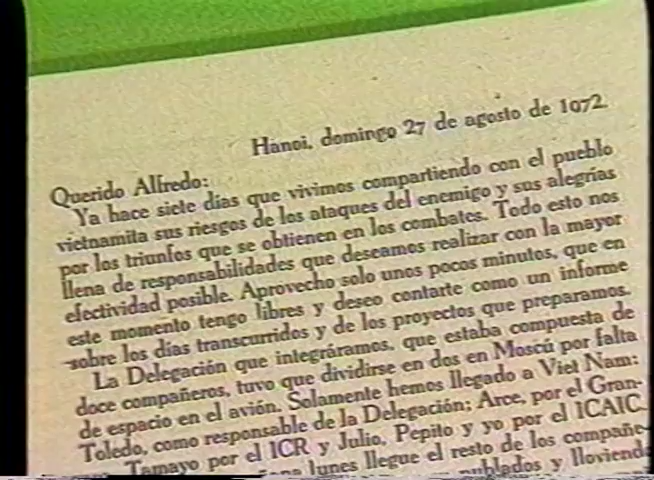 Hanoi, domingo 27 de agosto de 1972.
Querido Alfredo:
Ya hace siete días que vivimos compartiendo con el pueblo
vietnamita sus riesgos de los ataques del enemigo y sus alegrías
por los triunfos que se obtienen en los combates. Todo esto nos
llena de responsabilidades que deseamos realizar con la mayor
efectividad posible. Aprovecho solo unos pocos minutos, que en
este momento tengo libres y deseo contarte como un informe
sobre los días transcurridos y de los proyectos que preparamos.
La Delegación que integráramos, que estaba compuesta de
doce compañeros, tuvo que dividirse en dos en Moscú por falta
de espacio en el avión. Solamente hemos llegado a Viet Nam:
Toledo, como responsable de la Delegación; Arce, por el Gran-
Tamayo por el ICR y Julio, Pepito y yo por el ICAIC.
lunes llegue el resto de los compañe-
nublados y lloviendo